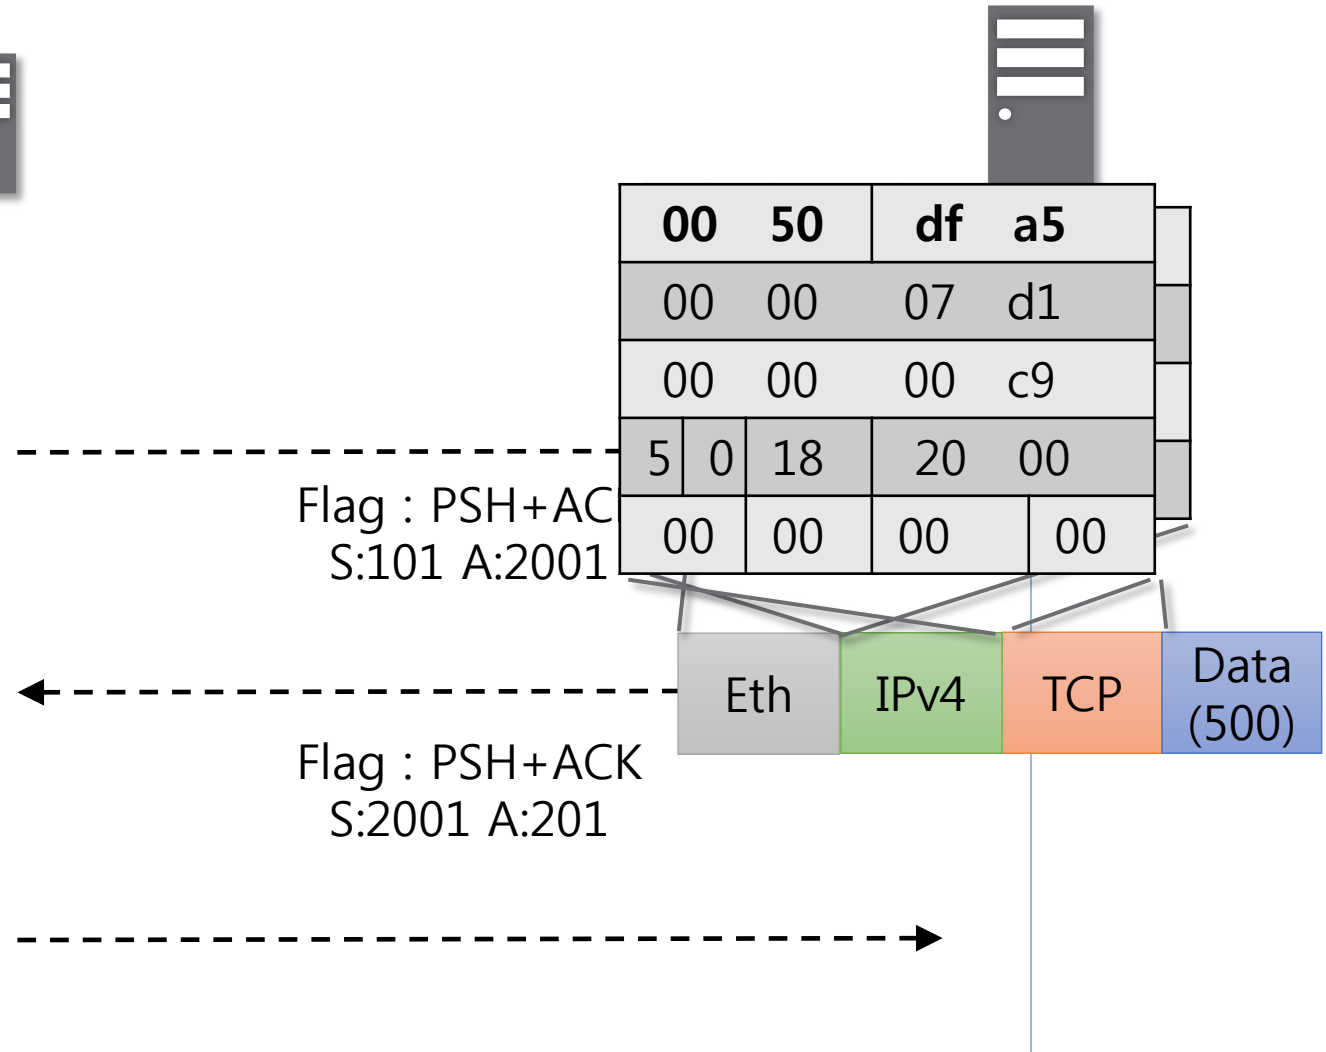 00 50 df a5
00 00 07 d1
00 00 00 c9
5 0 18 20 00
00 00 00 00
Flag : PSH+AC
S:101 A:2001
Eth IPv4 TCP Data
(500)
Flag : PSH+ACK
S:2001 A:201